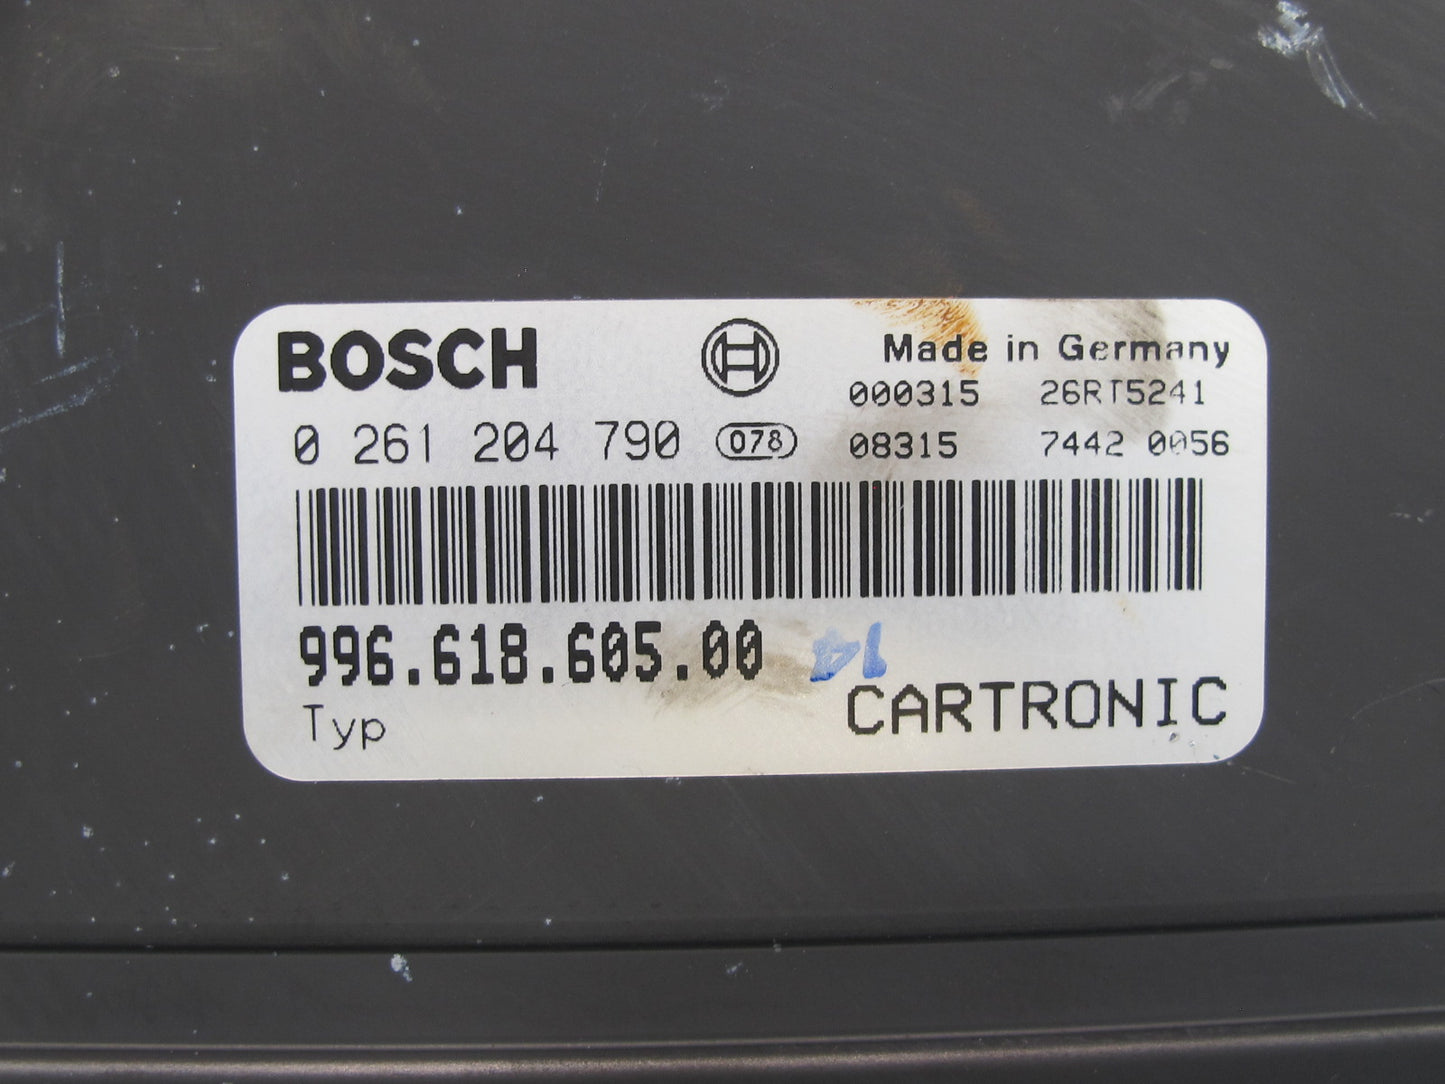 BOSCH
Made in Germany
000315 26RT5241
0 261 204 790 078 08315 7442 0056
996.618.605.00 14
Typ CARTRONIC